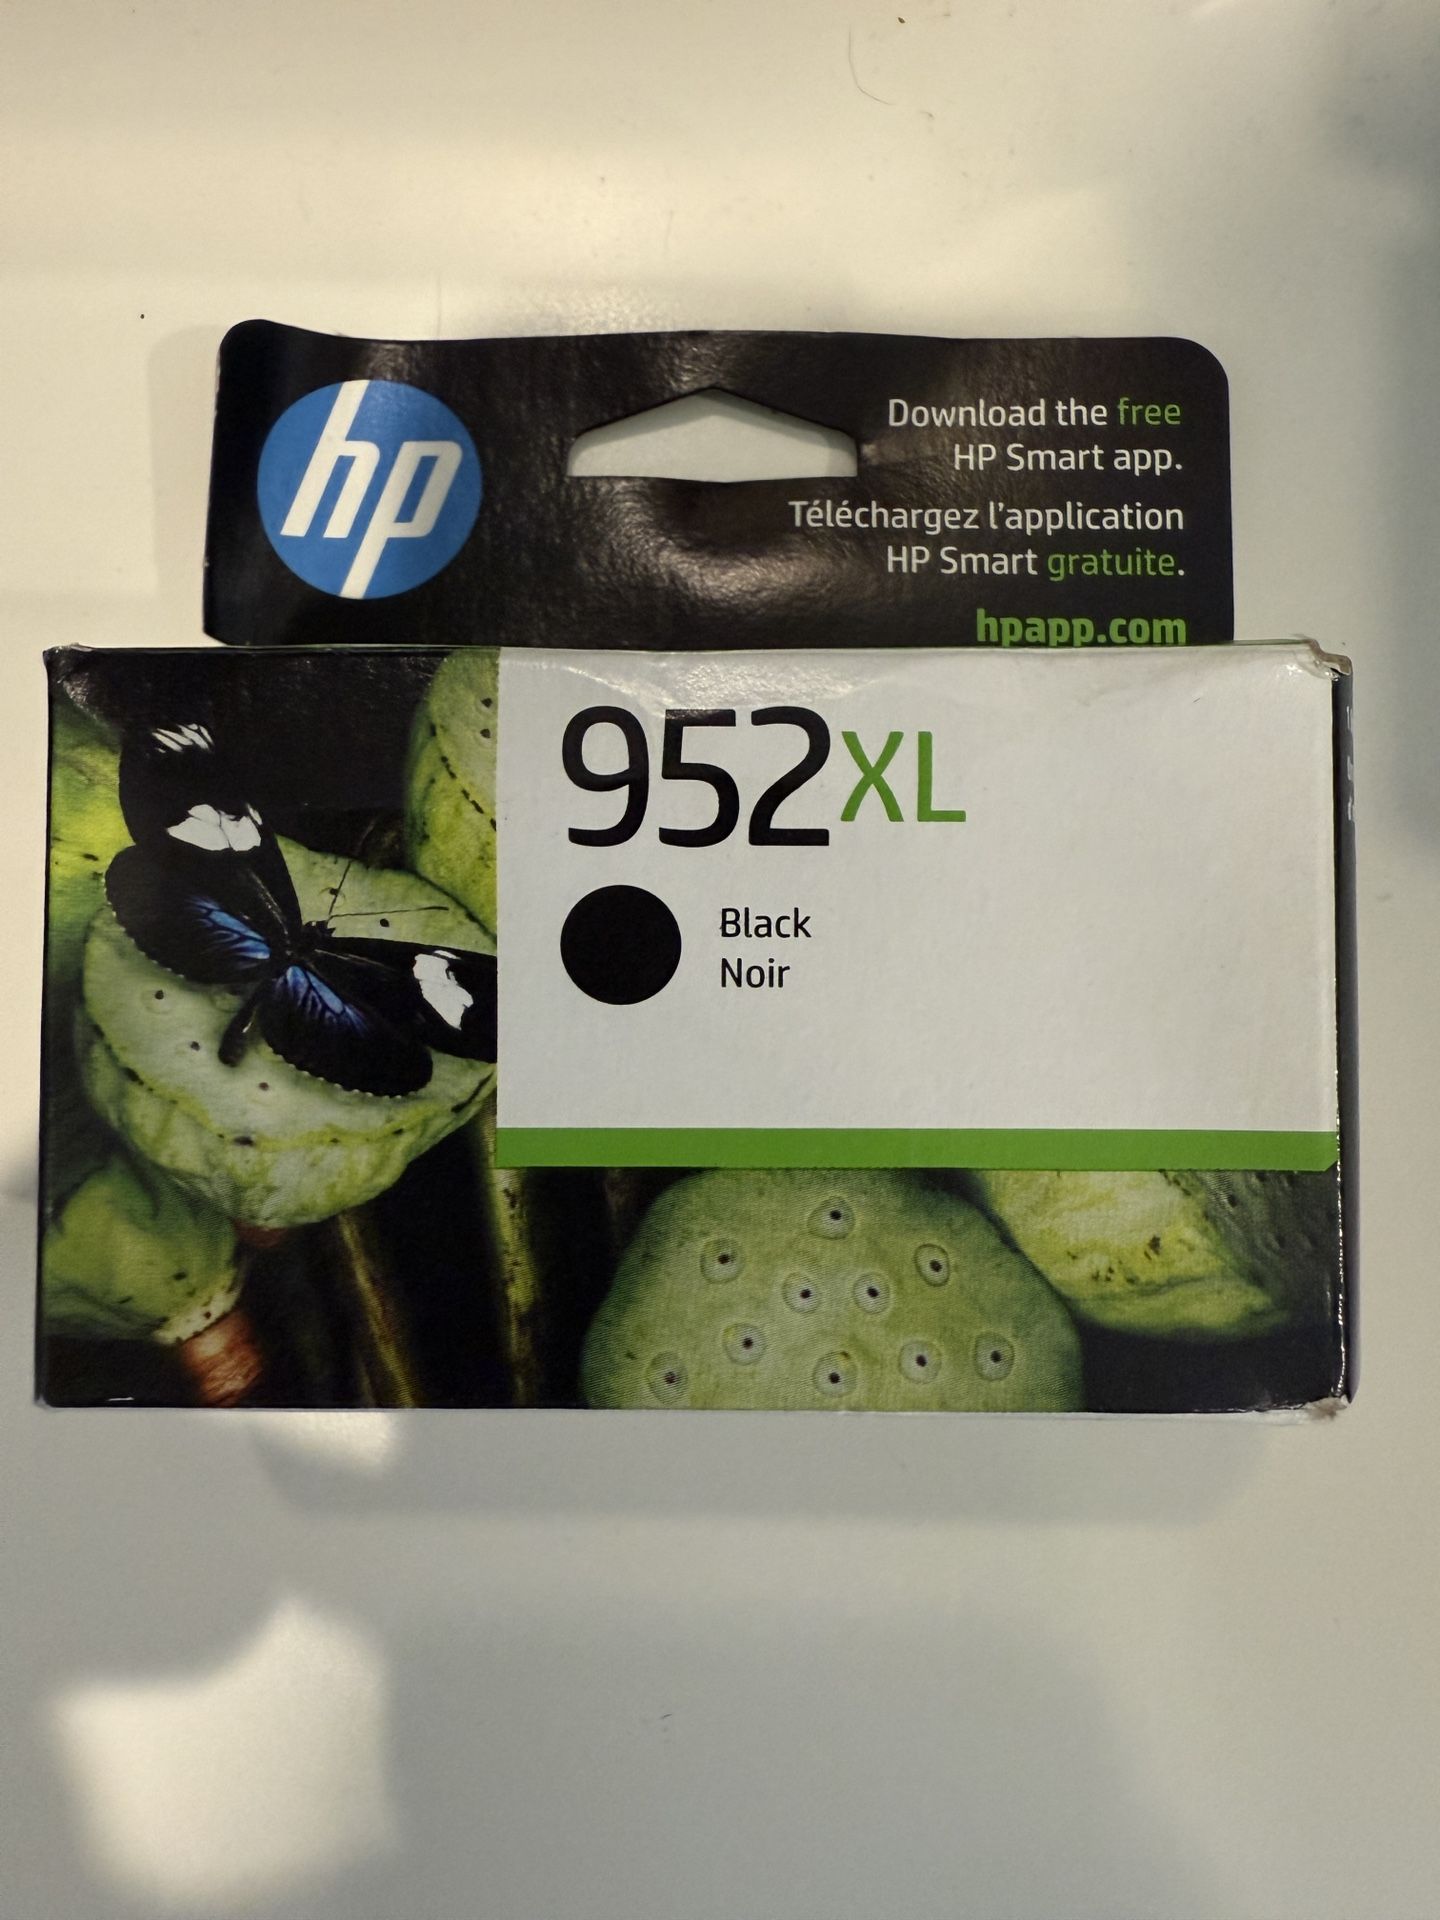 hp
Download the free
HP Smart app.
Téléchargez l'application
HP Smart gratuite.
hpapp.com
952XL
Black
Noir